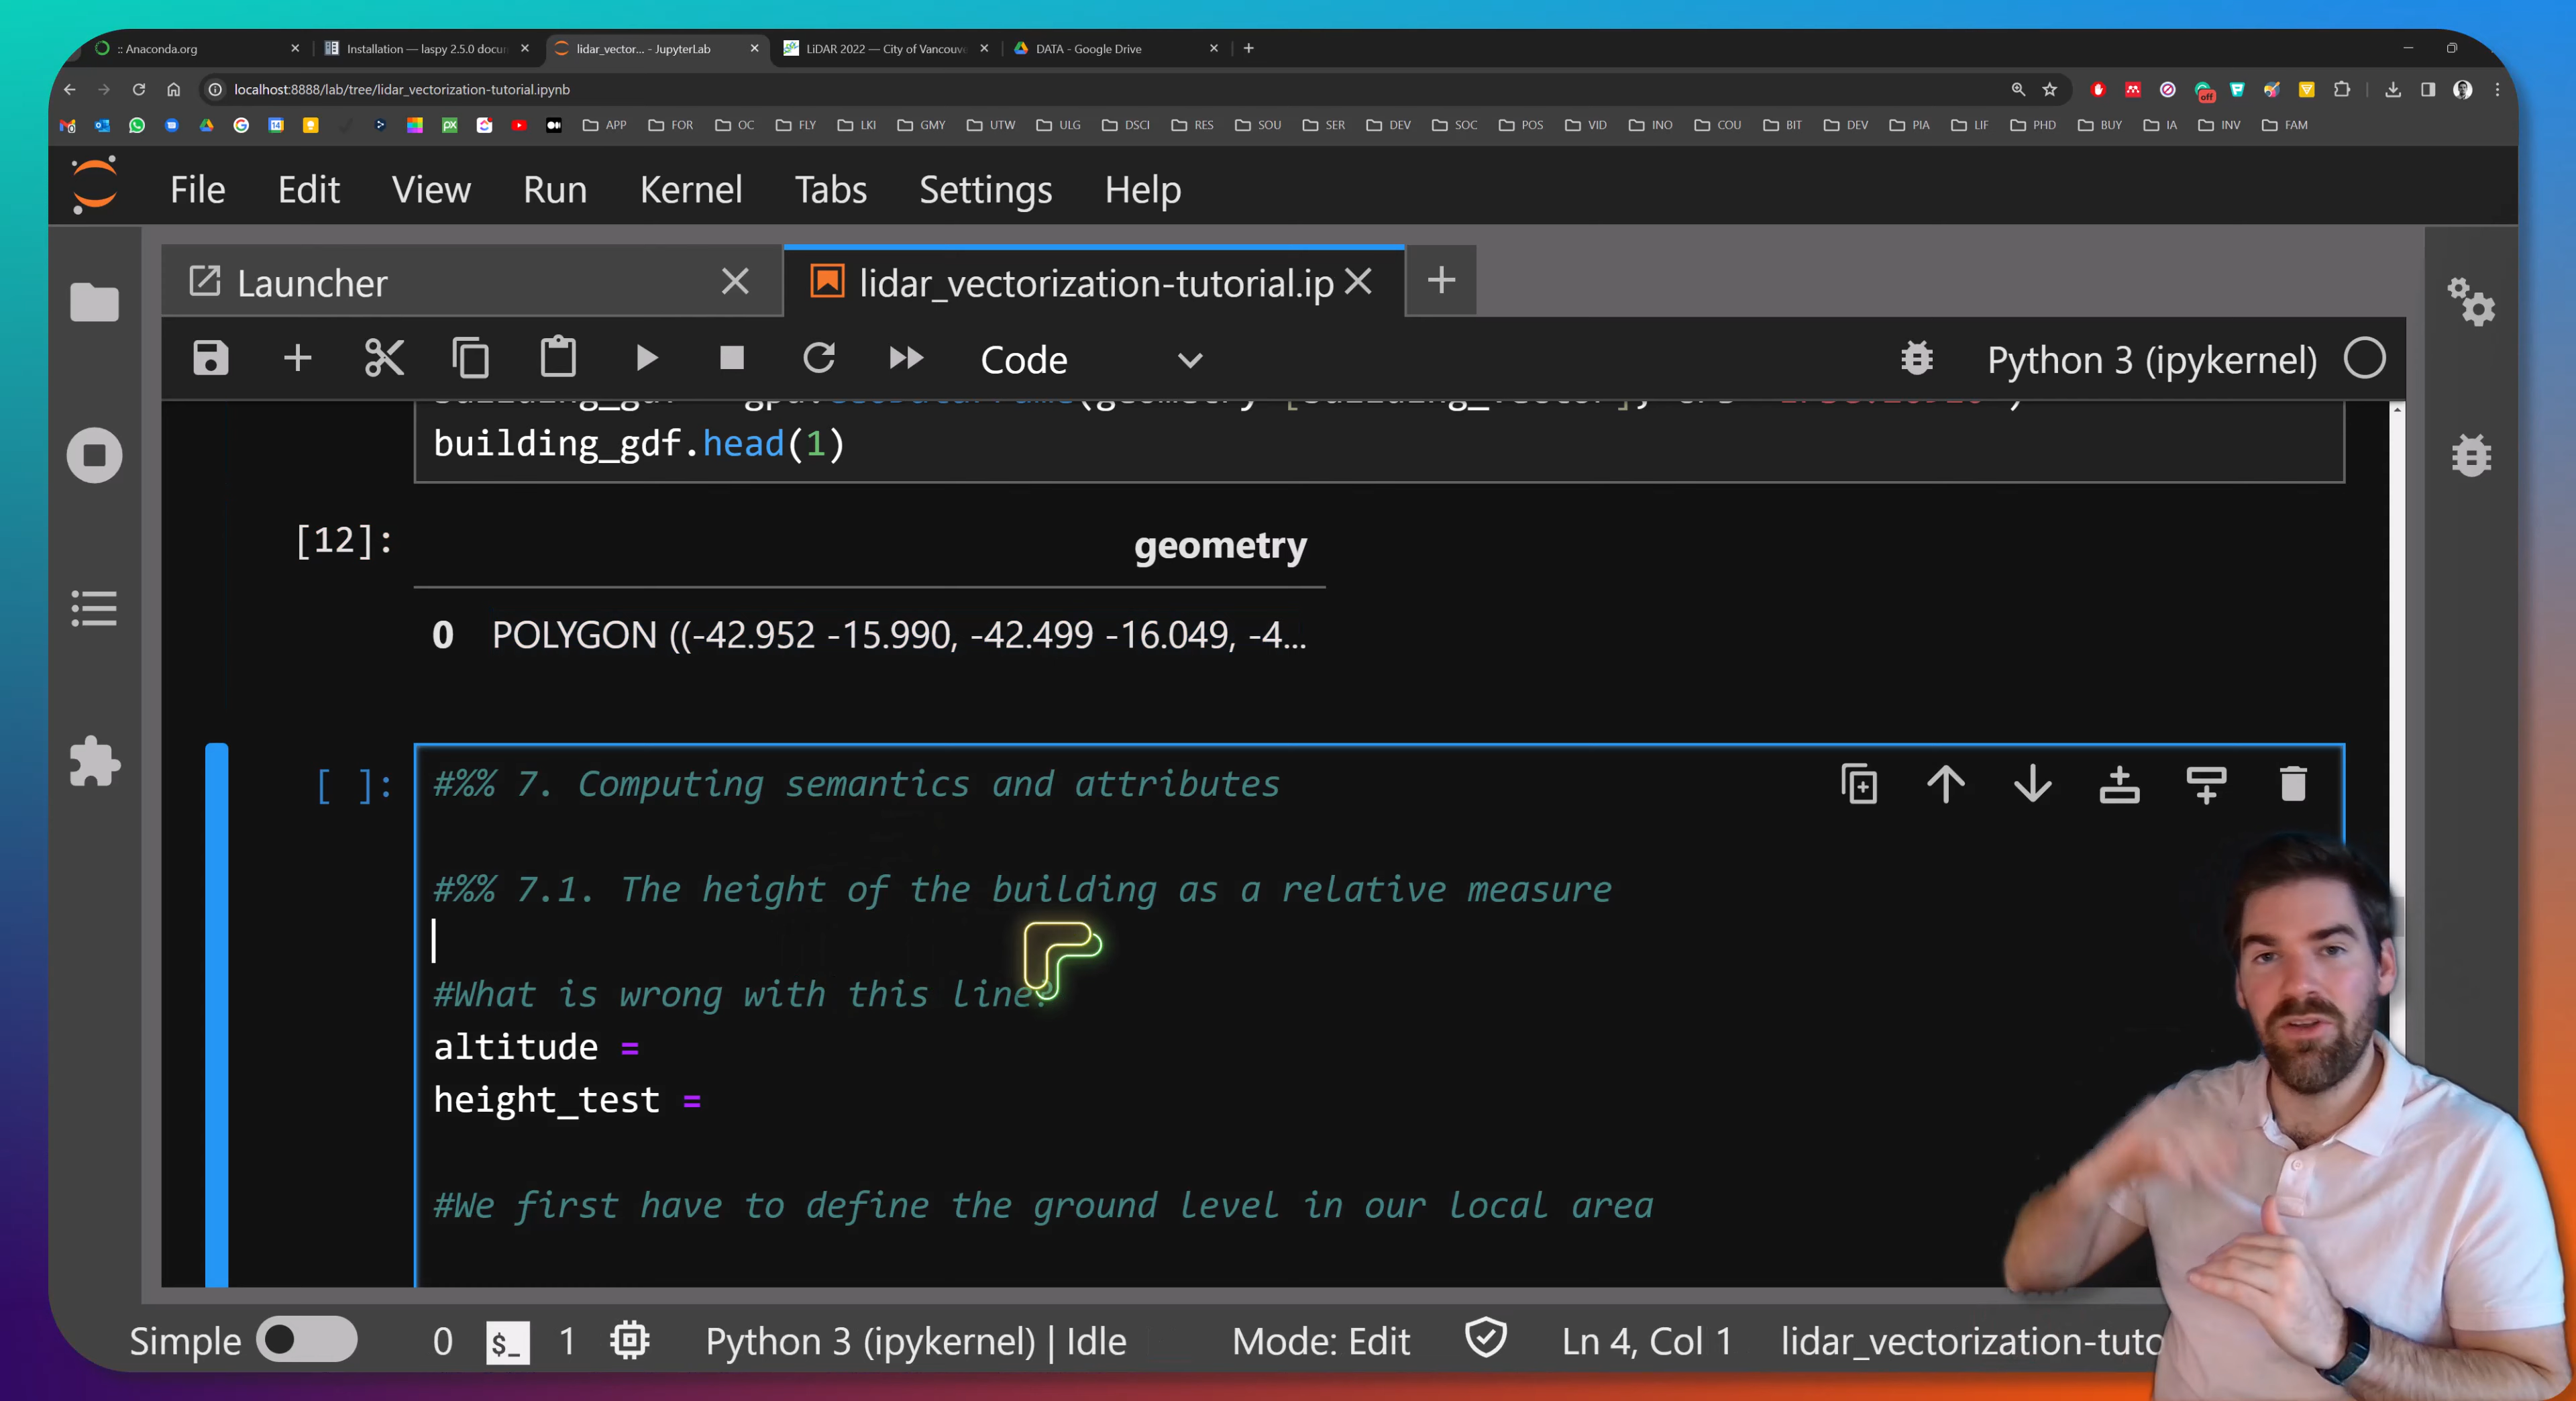 :: Anaconda.org
Installation — laspy 2.5.0 docun
lidar_vector... - JupyterLab
LiDAR 2022 — City of Vancouve
DATA - Google Drive
localhost:8888/lab/tree/lidar_vectorization-tutorial.ipynb
off
14
APP FOR OC FLY LKI GMY UTW ULG DSCI RES SOU SER DEV SOC POS VID INO COU BIT DEV PIA LIF PHD BUY IA INV FAM
File Edit View Run Kernel Tabs Settings Help
Launcher
lidar_vectorization-tutorial.ip
Code
Python 3 (ipykernel)
building_gdf.head(1)
[12]:
geometry
0 POLYGON ((-42.952 -15.990, -42.499 -16.049, -4...
[ ]:
#%% 7. Computing semantics and attributes
#%% 7.1. The height of the building as a relative measure
#What is wrong with this line?
altitude =
height_test =
#We first have to define the ground level in our local area
Simple 0 $_ 1 Python 3 (ipykernel) | Idle Mode: Edit Ln 4, Col 1 lidar_vectorization-tuto